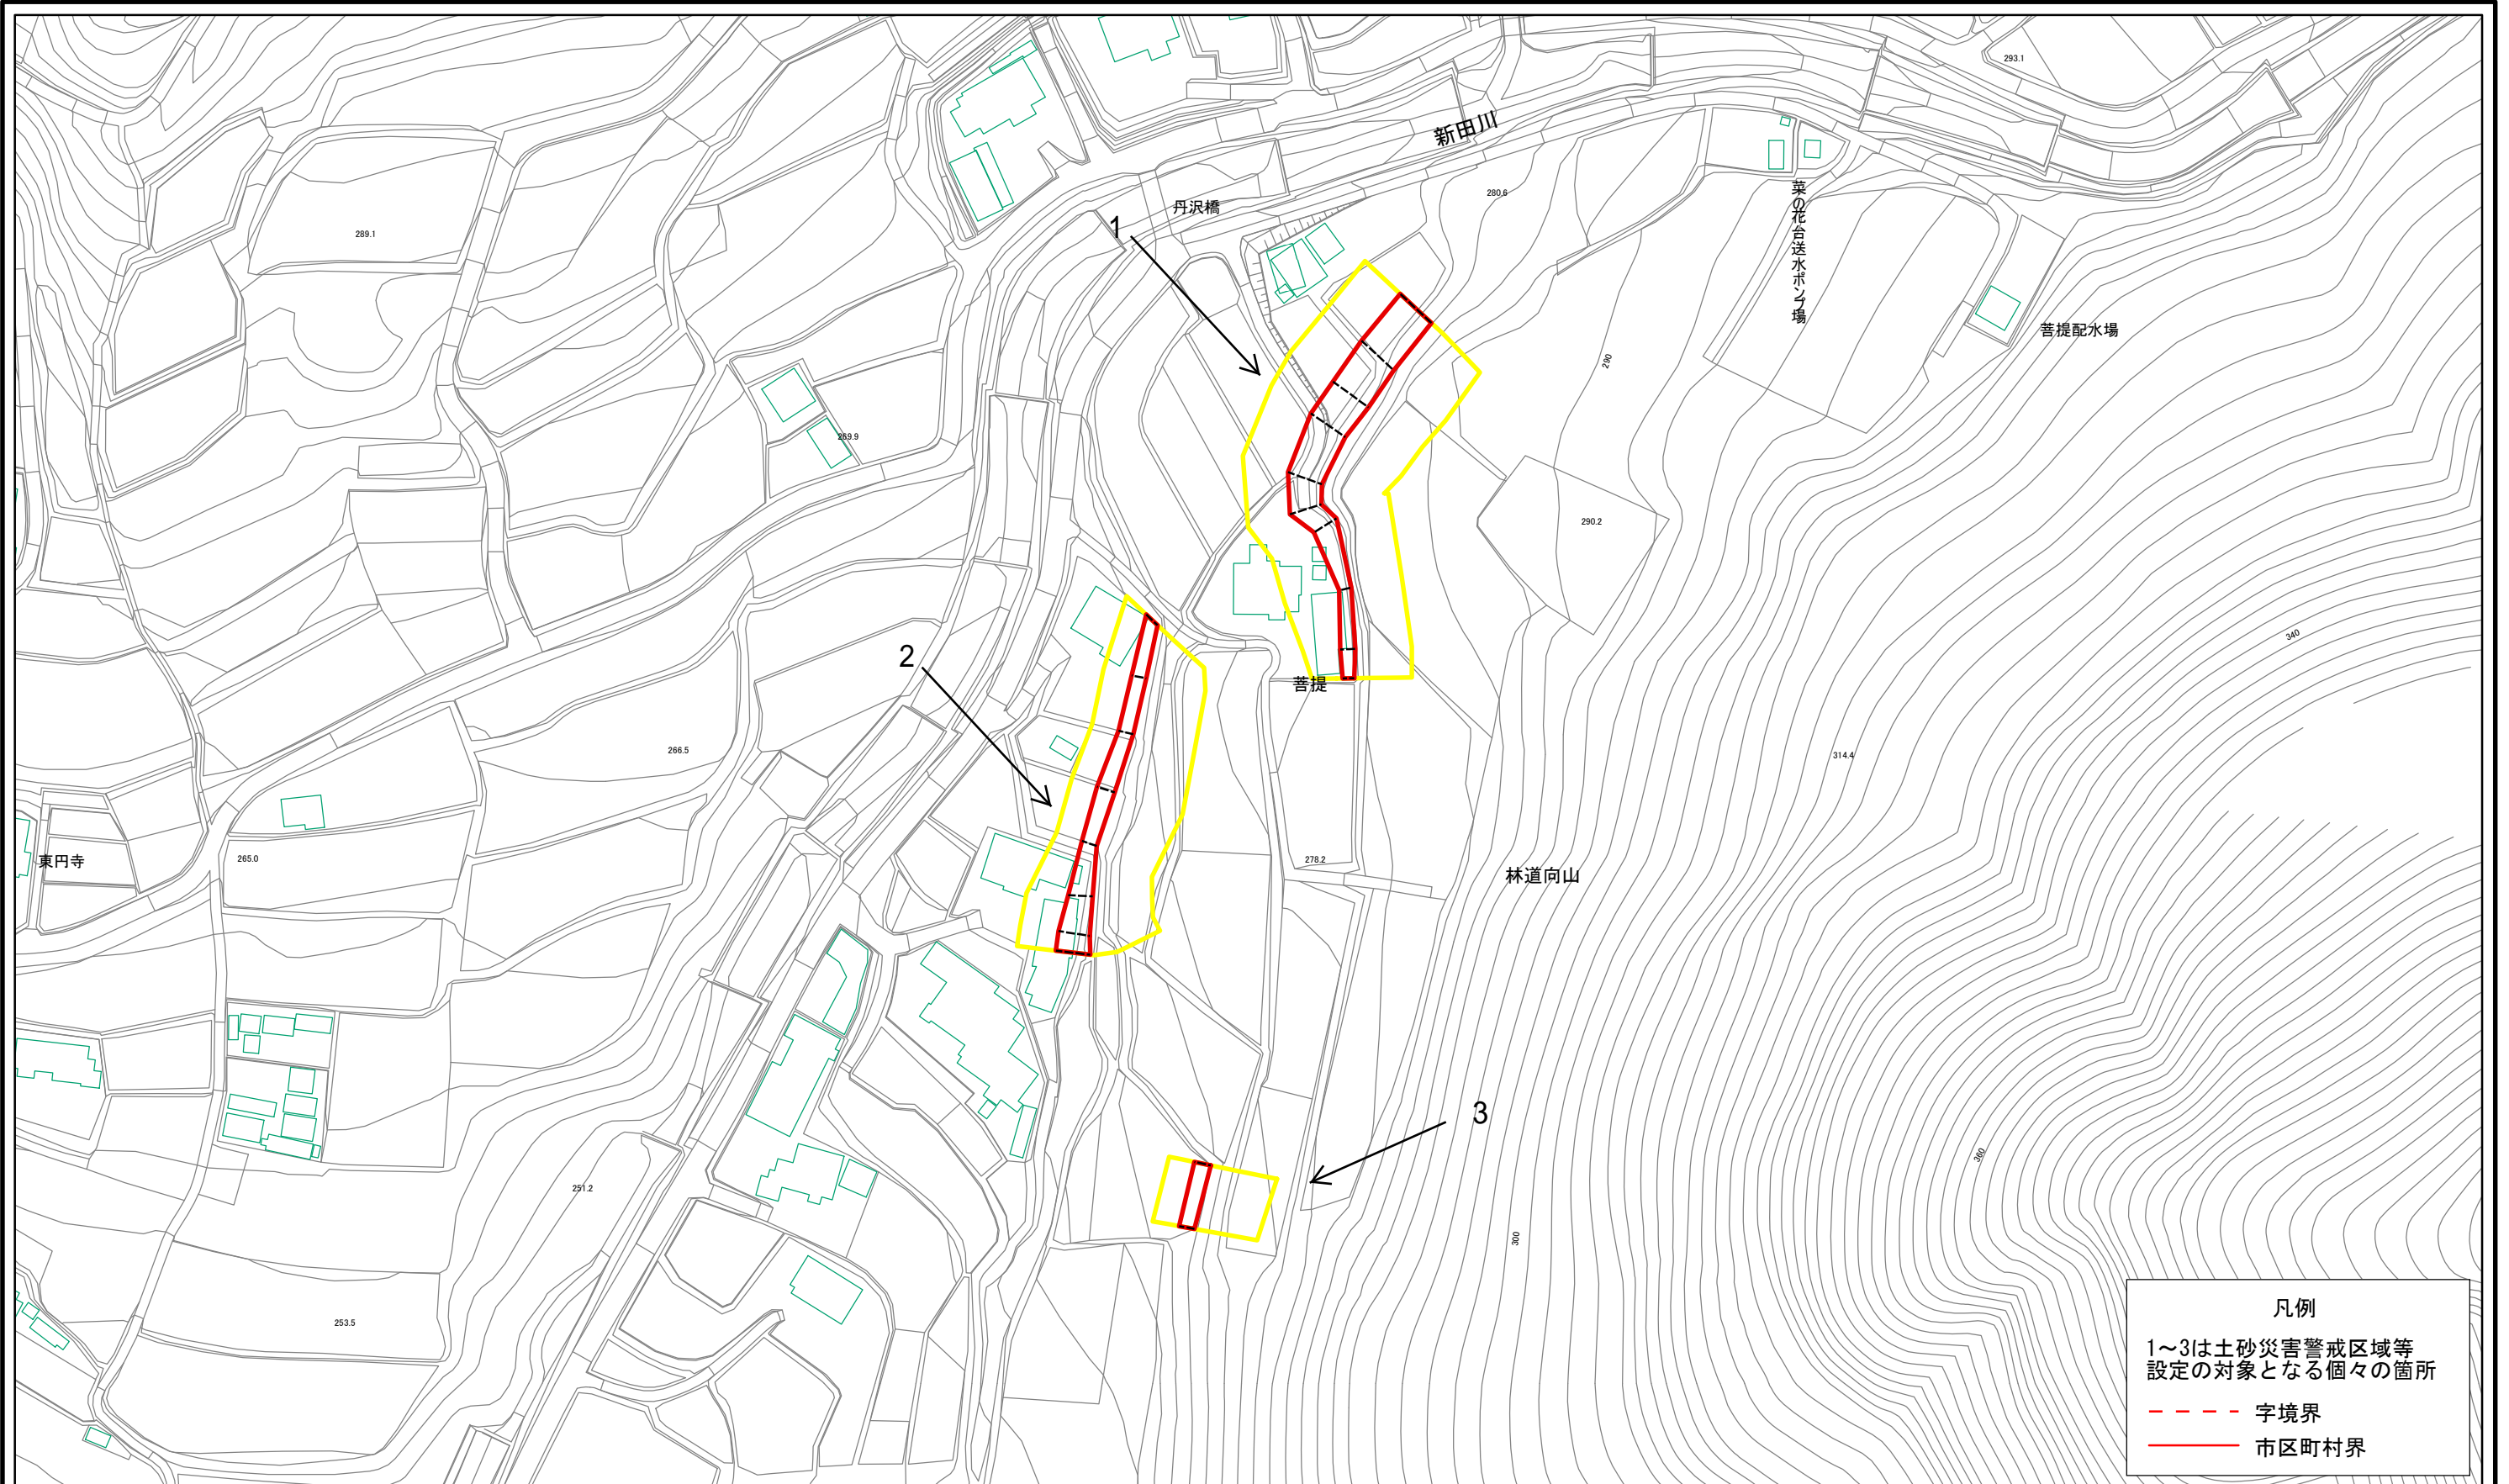 293.1
新田川
280.6
菜の花台送水ポンプ場
丹沢橋
1
289.1
菩提配水場
290
269.9
290.2
340
2
菩提
266.5
314.4
278.2
東円寺
265.0
林道向山
3
360
251.2
300
253.5
凡例
1～3は土砂災害警戒区域等
設定の対象となる個々の箇所
字境界
市区町村界